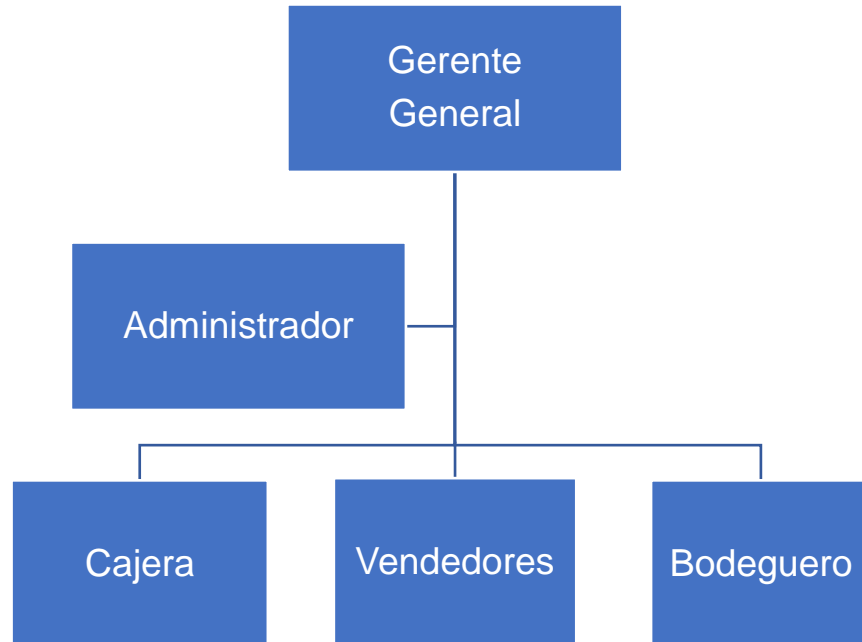 Gerente
General
Administrador
Cajera
Vendedores
Bodeguero